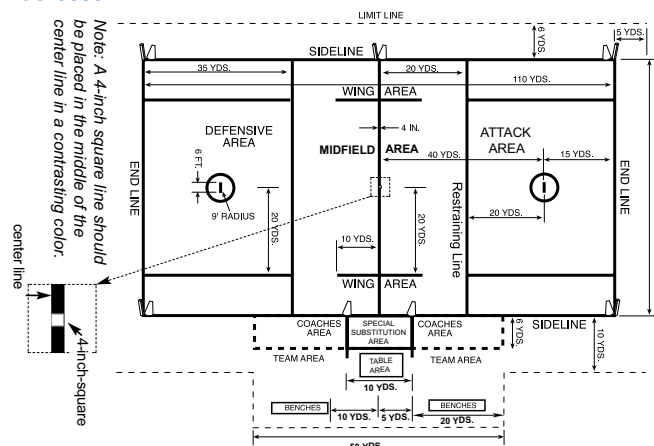 LIMIT LINE
6 YDS.
5 YDS.
SIDELINE
35 YDS.
20 YDS.
110 YDS.
WING AREA
DEFENSIVE
AREA
4 IN.
ATTACK
AREA
MIDFIELD AREA
40 YDS.
15 YDS.
6 FT.
9' RADIUS
20 YDS.
20 YDS.
20 YDS.
Restraining Line
END LINE
END LINE
10 YDS.
WING AREA
Note: A 4-inch square line should
be placed in the middle of the
center line in a contrasting color.
center line
4-inch-square
COACHES
AREA
SPECIAL
SUBSTITUTION
AREA
COACHES
AREA
6 YDS.
SIDELINE
10 YDS.
TEAM AREA
TEAM AREA
TABLE
AREA
10 YDS.
BENCHES
10 YDS.
5 YDS.
BENCHES
20 YDS.
50 YDS.